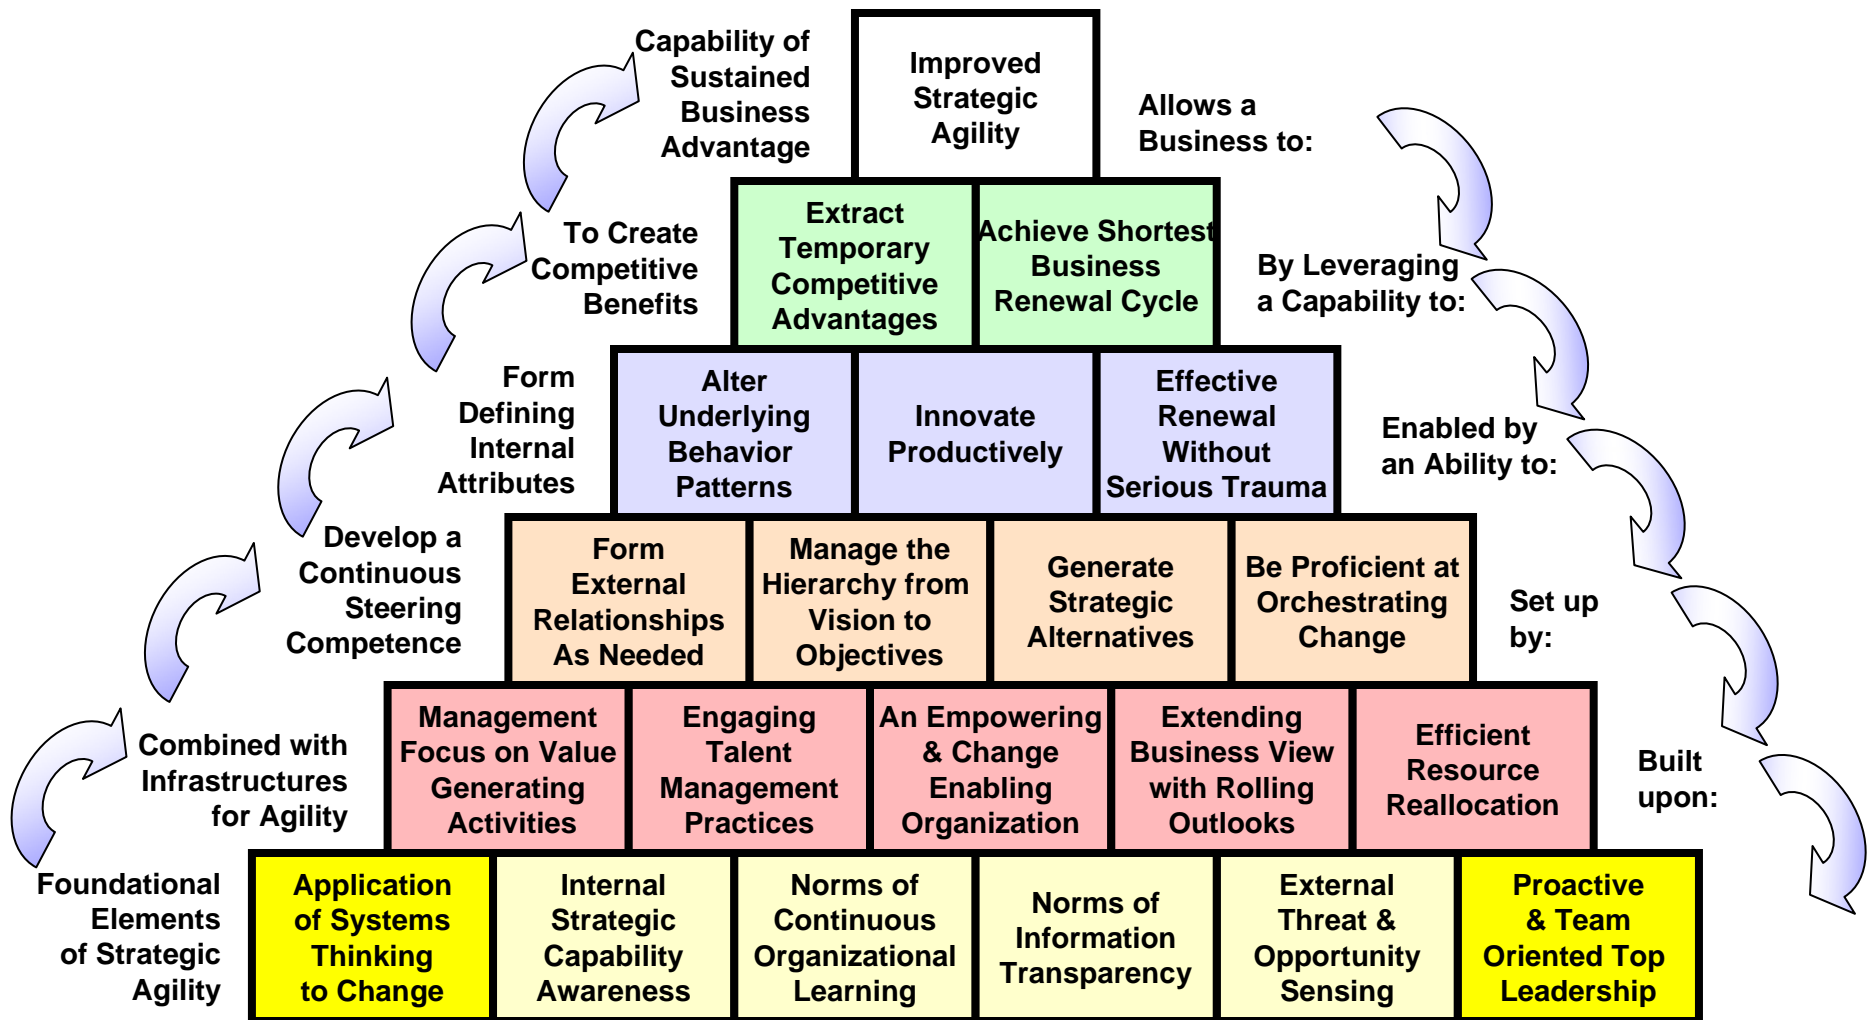 Capability of
Sustained
Business
Advantage
Improved
Strategic
Agility
Allows a
Business to:
To Create
Competitive
Benefits
Extract
Temporary
Competitive
Advantages
Achieve Shortest
Business
Renewal Cycle
By Leveraging
a Capability to:
Form
Defining
Internal
Attributes
Alter
Underlying
Behavior
Patterns
Innovate
Productively
Effective
Renewal
Without
Serious Trauma
Enabled by
an Ability to:
Develop a
Continuous
Steering
Competence
Form
External
Relationships
As Needed
Manage the
Hierarchy from
Vision to
Objectives
Generate
Strategic
Alternatives
Be Proficient at
Orchestrating
Change
Set up
by:
Combined with
Infrastructures
for Agility
Management
Focus on Value
Generating
Activities
Engaging
Talent
Management
Practices
An Empowering
& Change
Enabling
Organization
Extending
Business View
with Rolling
Outlooks
Efficient
Resource
Reallocation
Built
upon:
Foundational
Elements
of Strategic
Agility
Application
of Systems
Thinking
to Change
Internal
Strategic
Capability
Awareness
Norms of
Continuous
Organizational
Learning
Norms of
Information
Transparency
External
Threat &
Opportunity
Sensing
Proactive
& Team
Oriented Top
Leadership